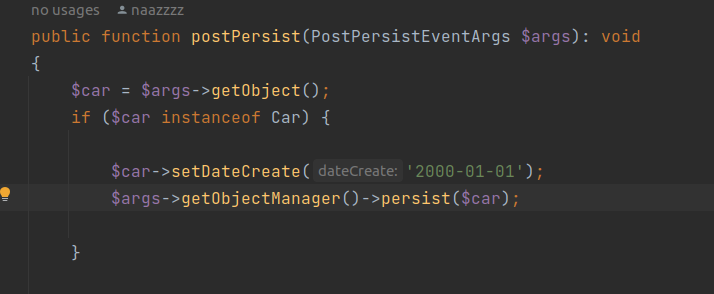 no usages naazzzz
public function postPersist(PostPersistEventArgs $args): void
{
$car = $args->getObject();
if ($car instanceof Car) {
$car->setDateCreate( dateCreate: '2000-01-01');
$args->getObjectManager()->persist($car);
}